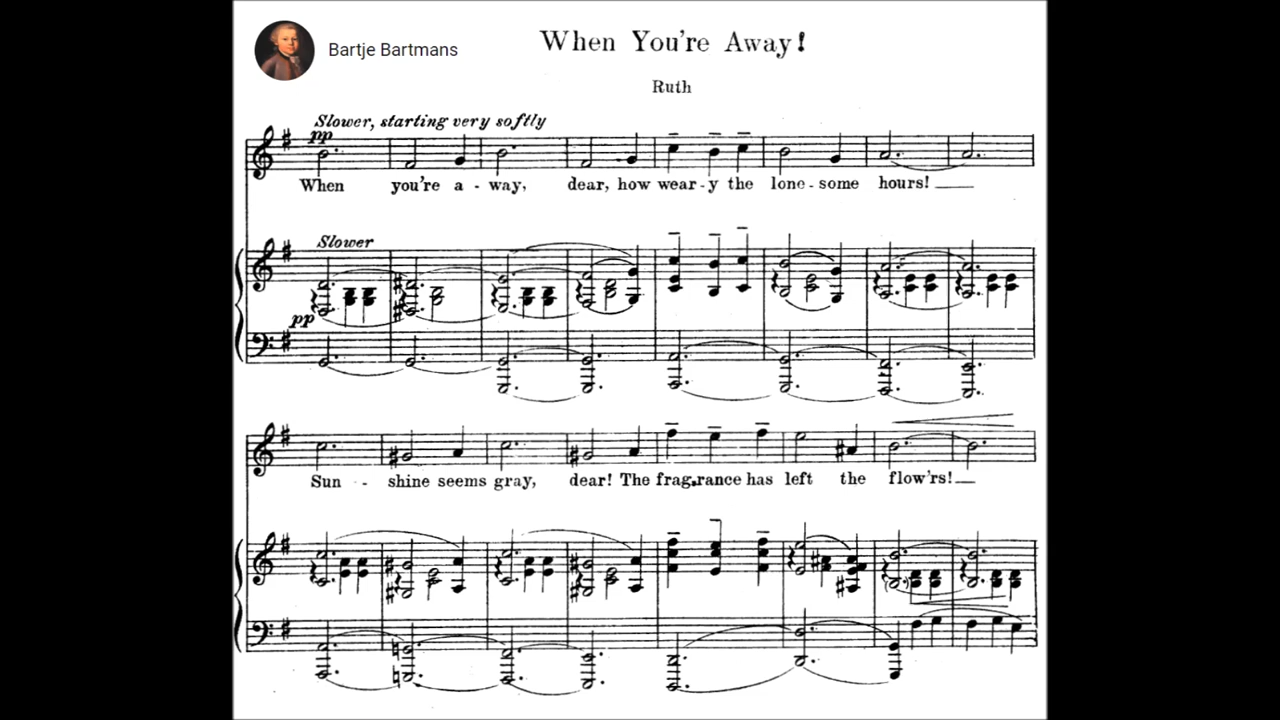 Bartje Bartmans
When You're Away!
Ruth
Slower, starting very softly
pp
When you're a - way, dear, how wear - y the lone - some hours!
Slower
pp
Sun - shine seems gray, dear! The frag-rance has left the flow'rs!